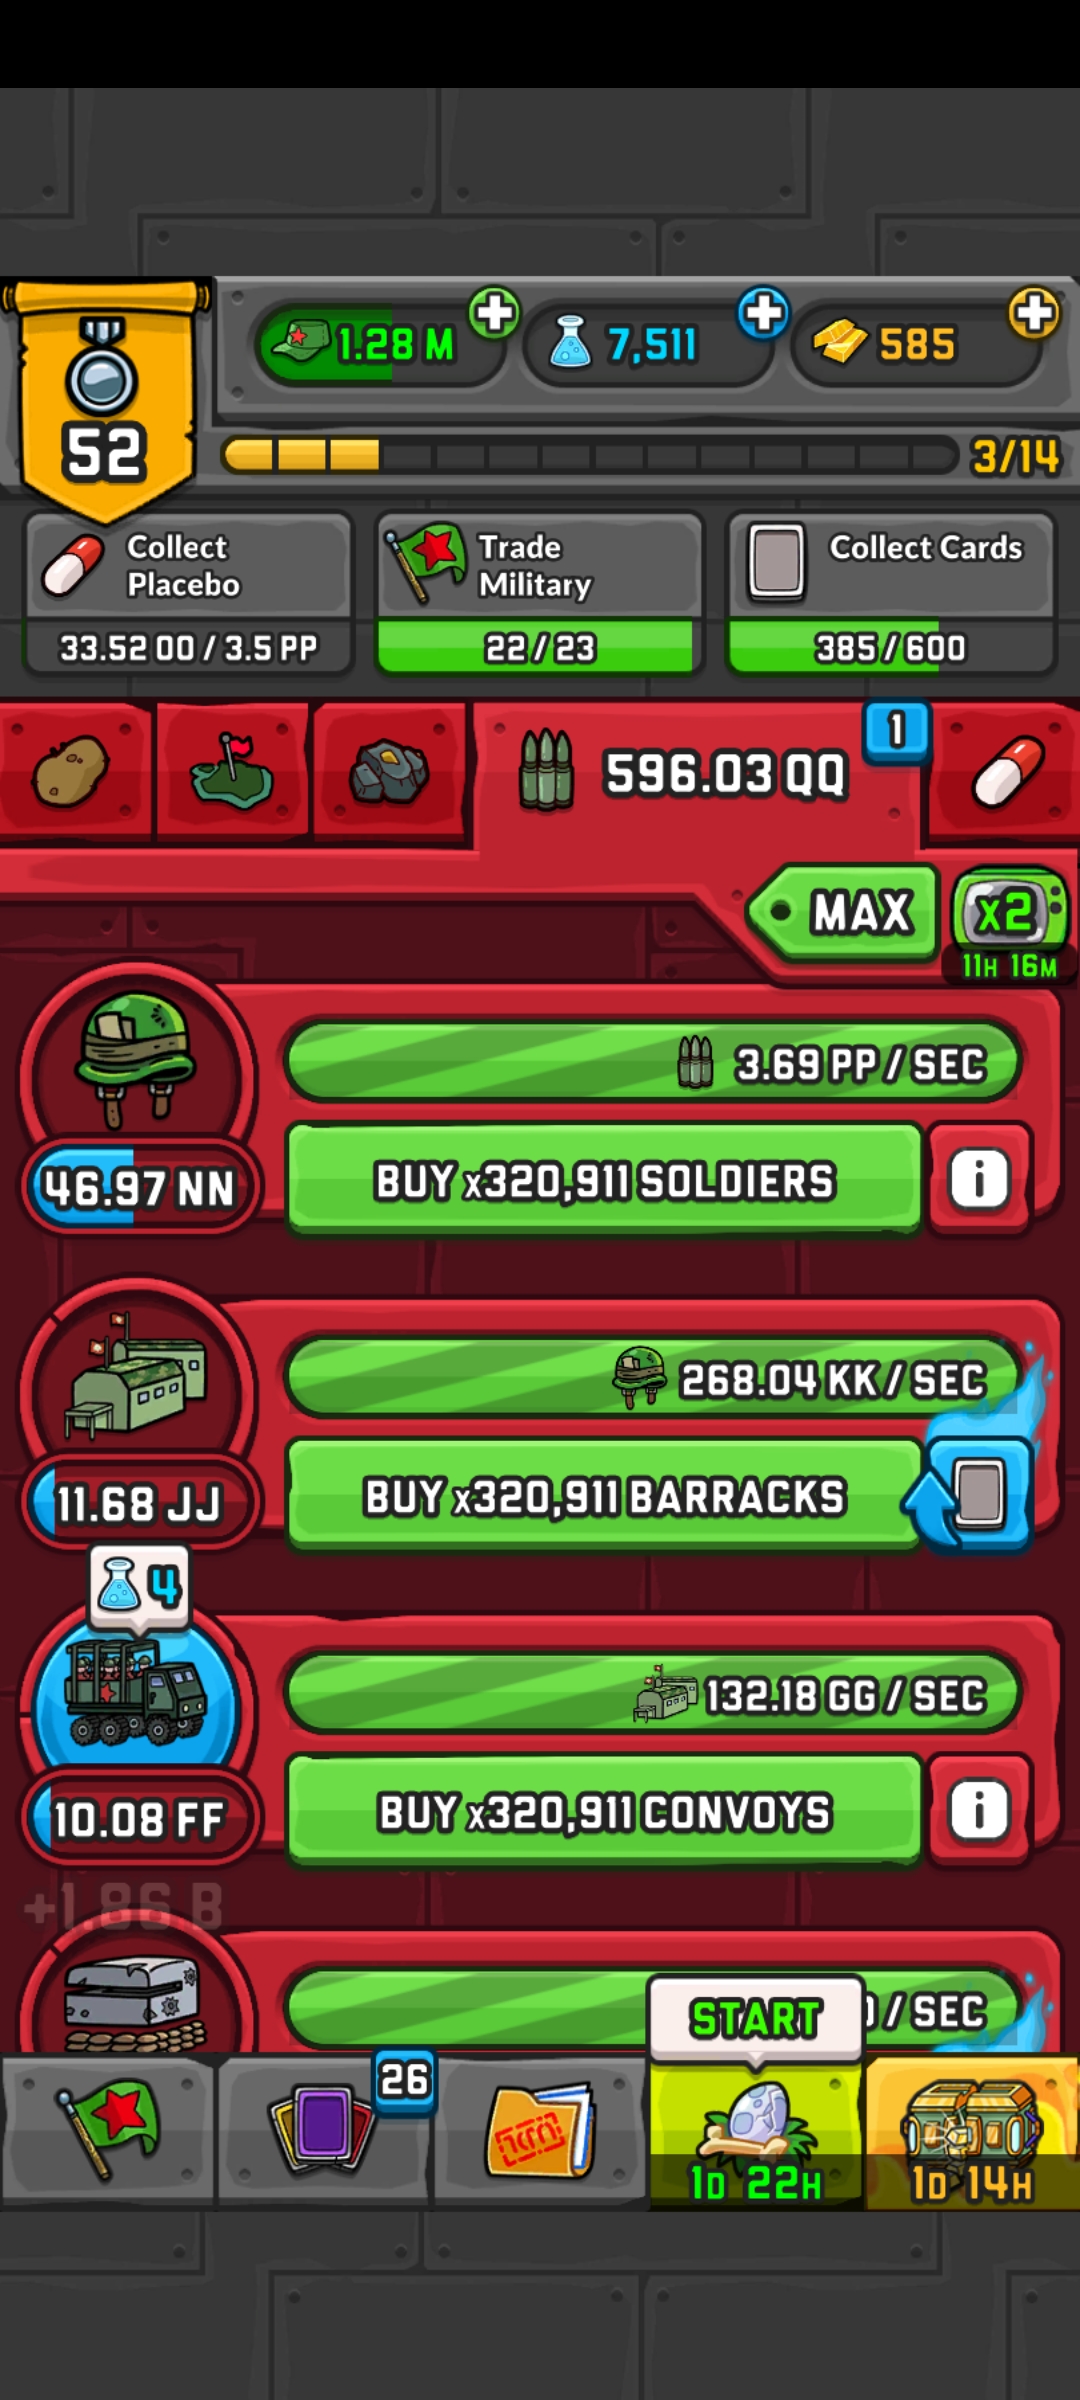 1.28 M
7,511
585
52
3/14
Collect
Placebo
33.52 OO / 3.5 PP
Trade
Military
22 / 23
Collect Cards
385 / 600
596.03 QQ
1
MAX
x2
11H 16M
3.69 PP / SEC
46.97 NN
BUY x320,911 SOLDIERS
i
268.04 KK / SEC
11.68 JJ
BUY x320,911 BARRACKS
4
132.18 GG / SEC
10.08 FF
BUY x320,911 CONVOYS
i
+1.86 B
/ SEC
START
26
1D 22H
1D 14H